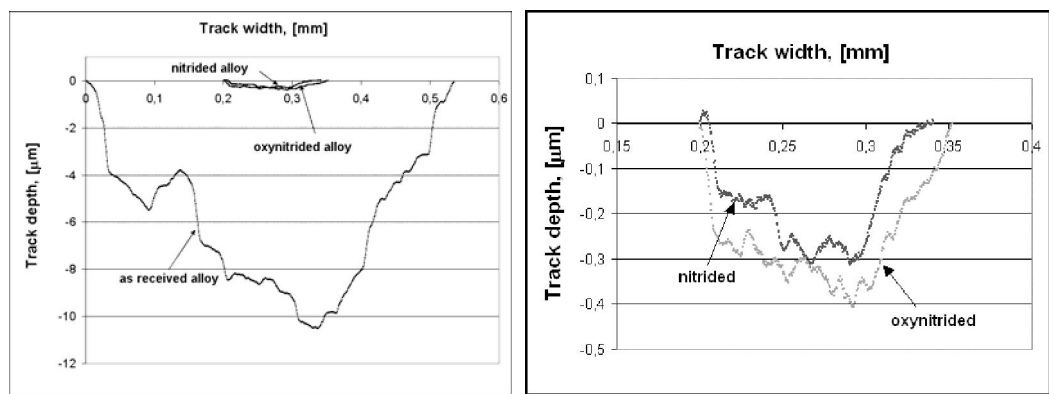 Track width, [mm]
nitrided alloy
0
0 0,1 0,2 0,3 0,4 0,5 0,6
-2
oxynitrided alloy
-4
-6
as received alloy
-8
-10
-12
Track depth, [µm]
Track width, [mm]
0,1
0
0,15 0,2 0,25 0,3 0,35 0,4
-0,1
-0,2
-0,3
nitrided
-0,4
oxynitrided
-0,5
Track depth, [µm]